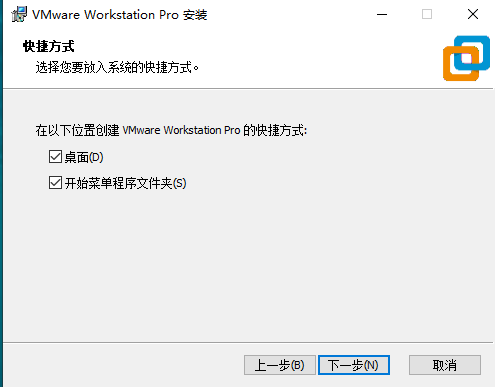 VMware Workstation Pro 安装
快捷方式
选择您要放入系统的快捷方式。
在以下位置创建 VMware Workstation Pro 的快捷方式:
桌面(D)
开始菜单程序文件夹(S)
上一步(B) 下一步(N) 取消